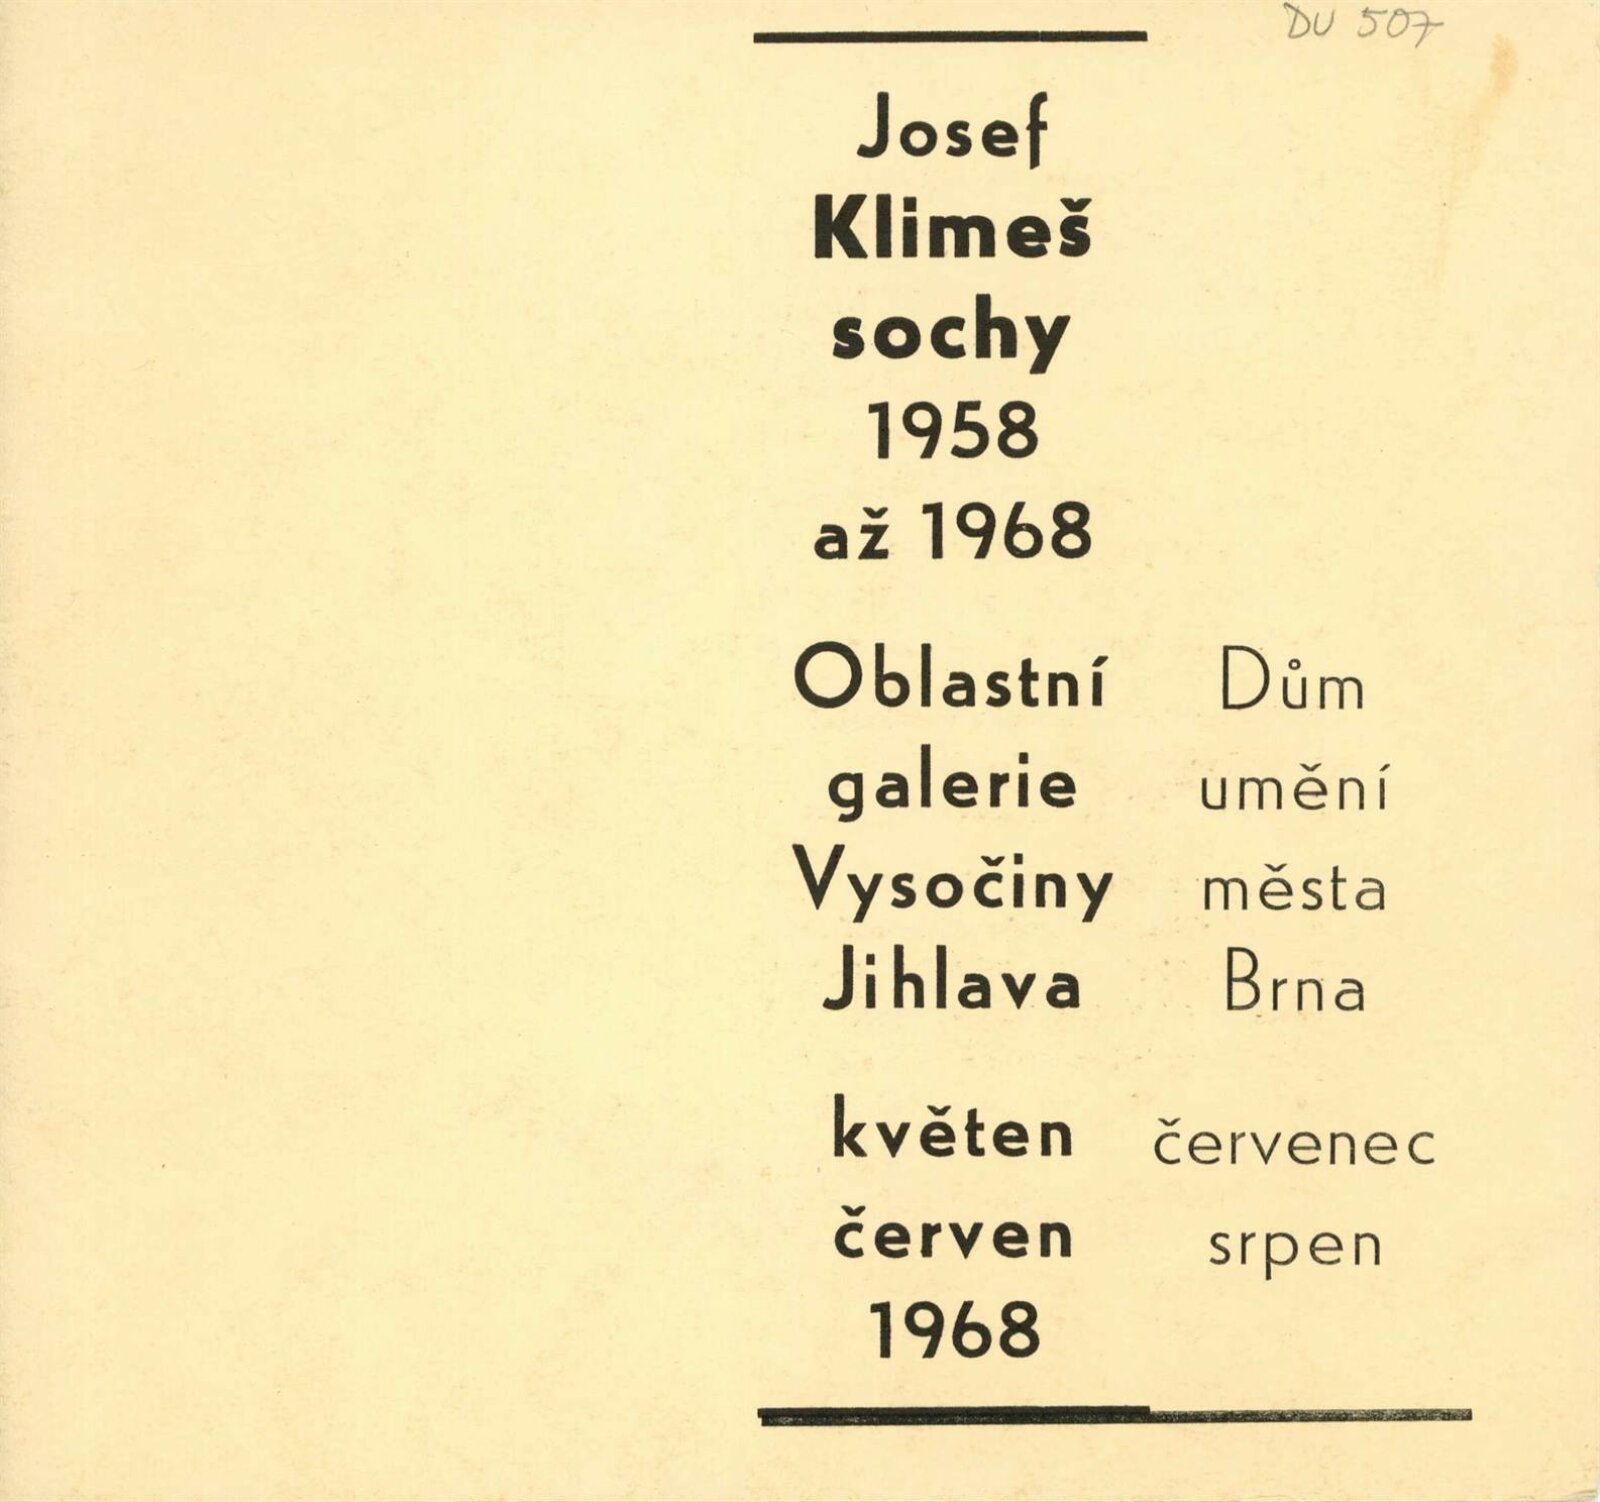 DU 507
Josef
Klimeš
sochy
1958
až 1968
Oblastní
galerie
Vysočiny
Jihlava
květen
červen
1968
Dům
umění
města
Brna
červenec
srpen